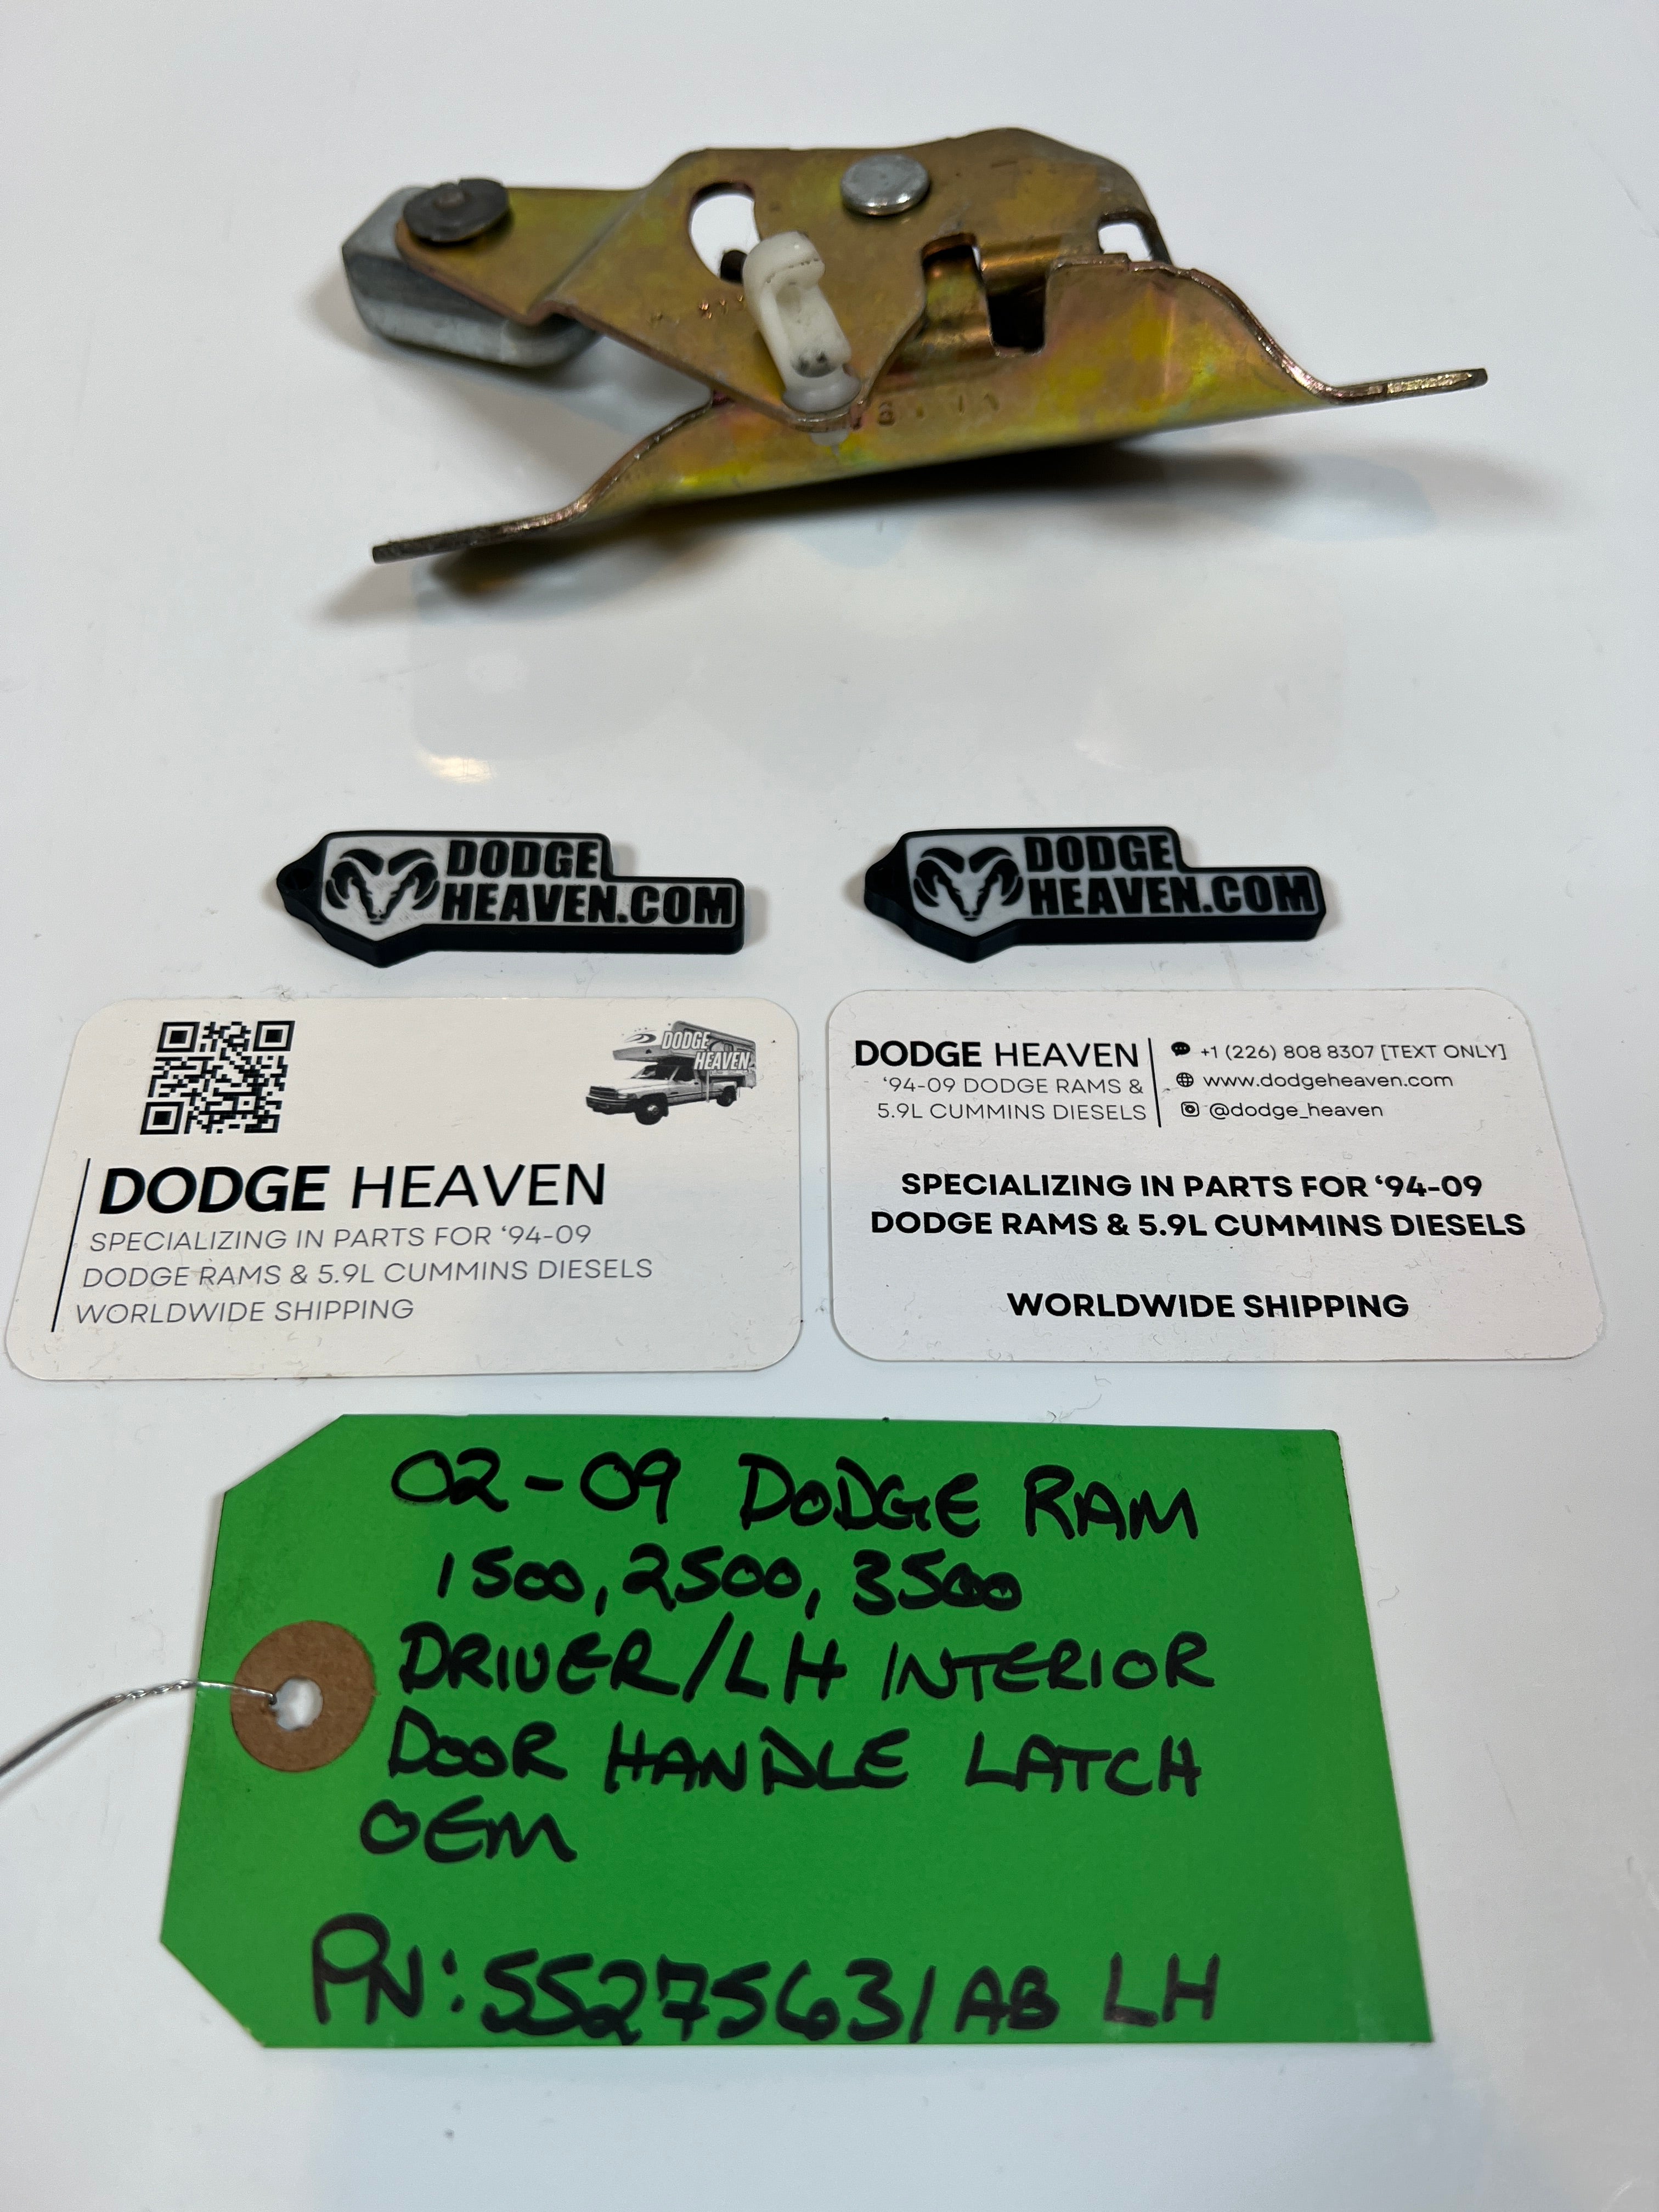 DODGE
HEAVEN.COM
DODGE
HEAVEN.COM
DODGE
HEAVEN
DODGE HEAVEN
SPECIALIZING IN PARTS FOR ‘94-09
DODGE RAMS & 5.9L CUMMINS DIESELS
WORLDWIDE SHIPPING
DODGE HEAVEN
‘94-09 DODGE RAMS &
5.9L CUMMINS DIESELS
+1 (226) 808 8307 [TEXT ONLY]
www.dodgeheaven.com
@dodge_heaven
SPECIALIZING IN PARTS FOR ‘94-09
DODGE RAMS & 5.9L CUMMINS DIESELS
WORLDWIDE SHIPPING
02-09 DODGE RAM
1500, 2500, 3500
DRIVER/LH INTERIOR
DOOR HANDLE LATCH
OEM
PN: 55275631AB LH